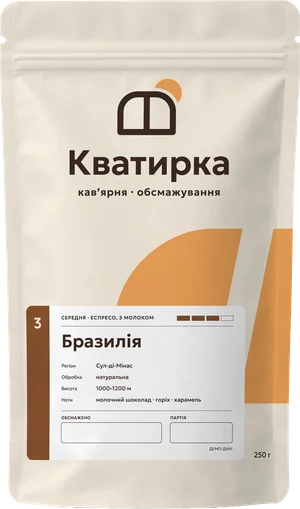 Кватирка
кав'ярня · обсмажування
3
СЕРЕДНЯ · ЕСПРЕСО, З МОЛОКОМ
Бразилія
Регіон Сул-ді-Мінас
Обробка натуральна
Висота 1000–1200 м
Ноти молочний шоколад · горіх · карамель
ОБСМАЖЕНО ПАРТІЯ
ДЕМО-ДАНІ
250 г